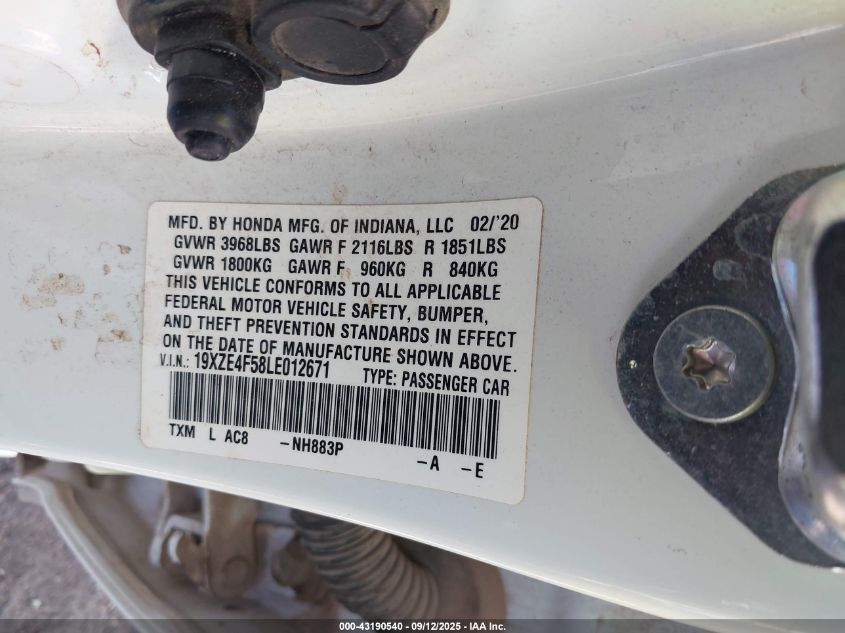 MFD. BY HONDA MFG. OF INDIANA, LLC 02/'20
GVWR 3968LBS GAWR F 2116LBS R 1851LBS
GVWR 1800KG GAWR F 960KG R 840KG
THIS VEHICLE CONFORMS TO ALL APPLICABLE
FEDERAL MOTOR VEHICLE SAFETY, BUMPER,
AND THEFT PREVENTION STANDARDS IN EFFECT
ON THE DATE OF MANUFACTURE SHOWN ABOVE.
V.I.N.: 19XZE4F58LE012671 TYPE: PASSENGER CAR
TXM L AC8 -NH883P -A -E
000-43190540 - 09/12/2025 - IAA Inc.